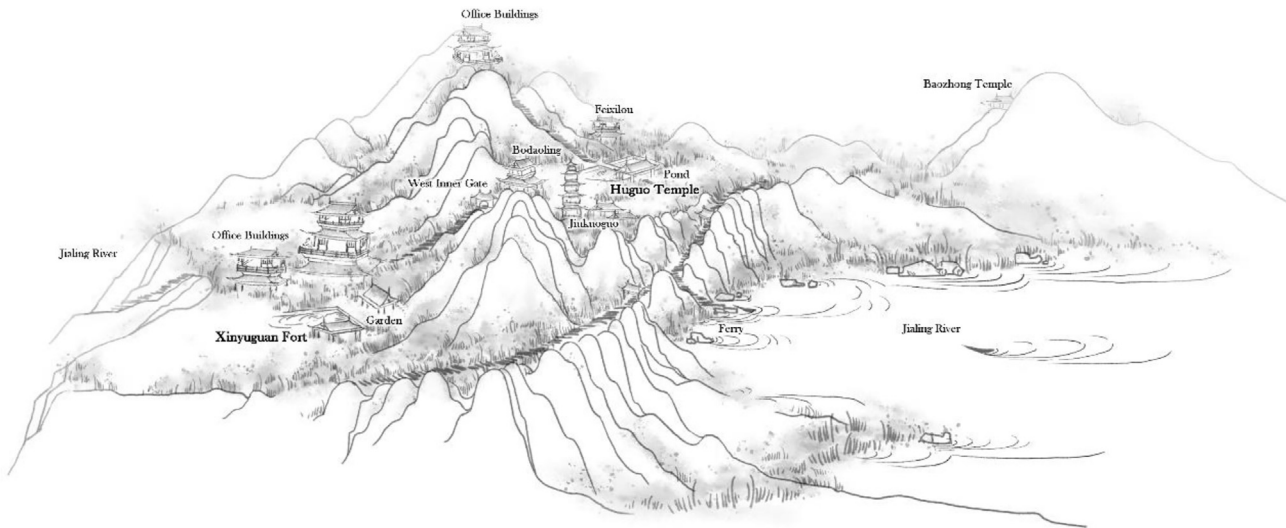 Office Buildings
Baozhong Temple
Feixilou
Bodaoling
Pond
West Inner Gate
Huguo Temple
Jiukuoguo
Office Buildings
Jialing River
Garden
Xinyuguan Fort
Ferry
Jialing River